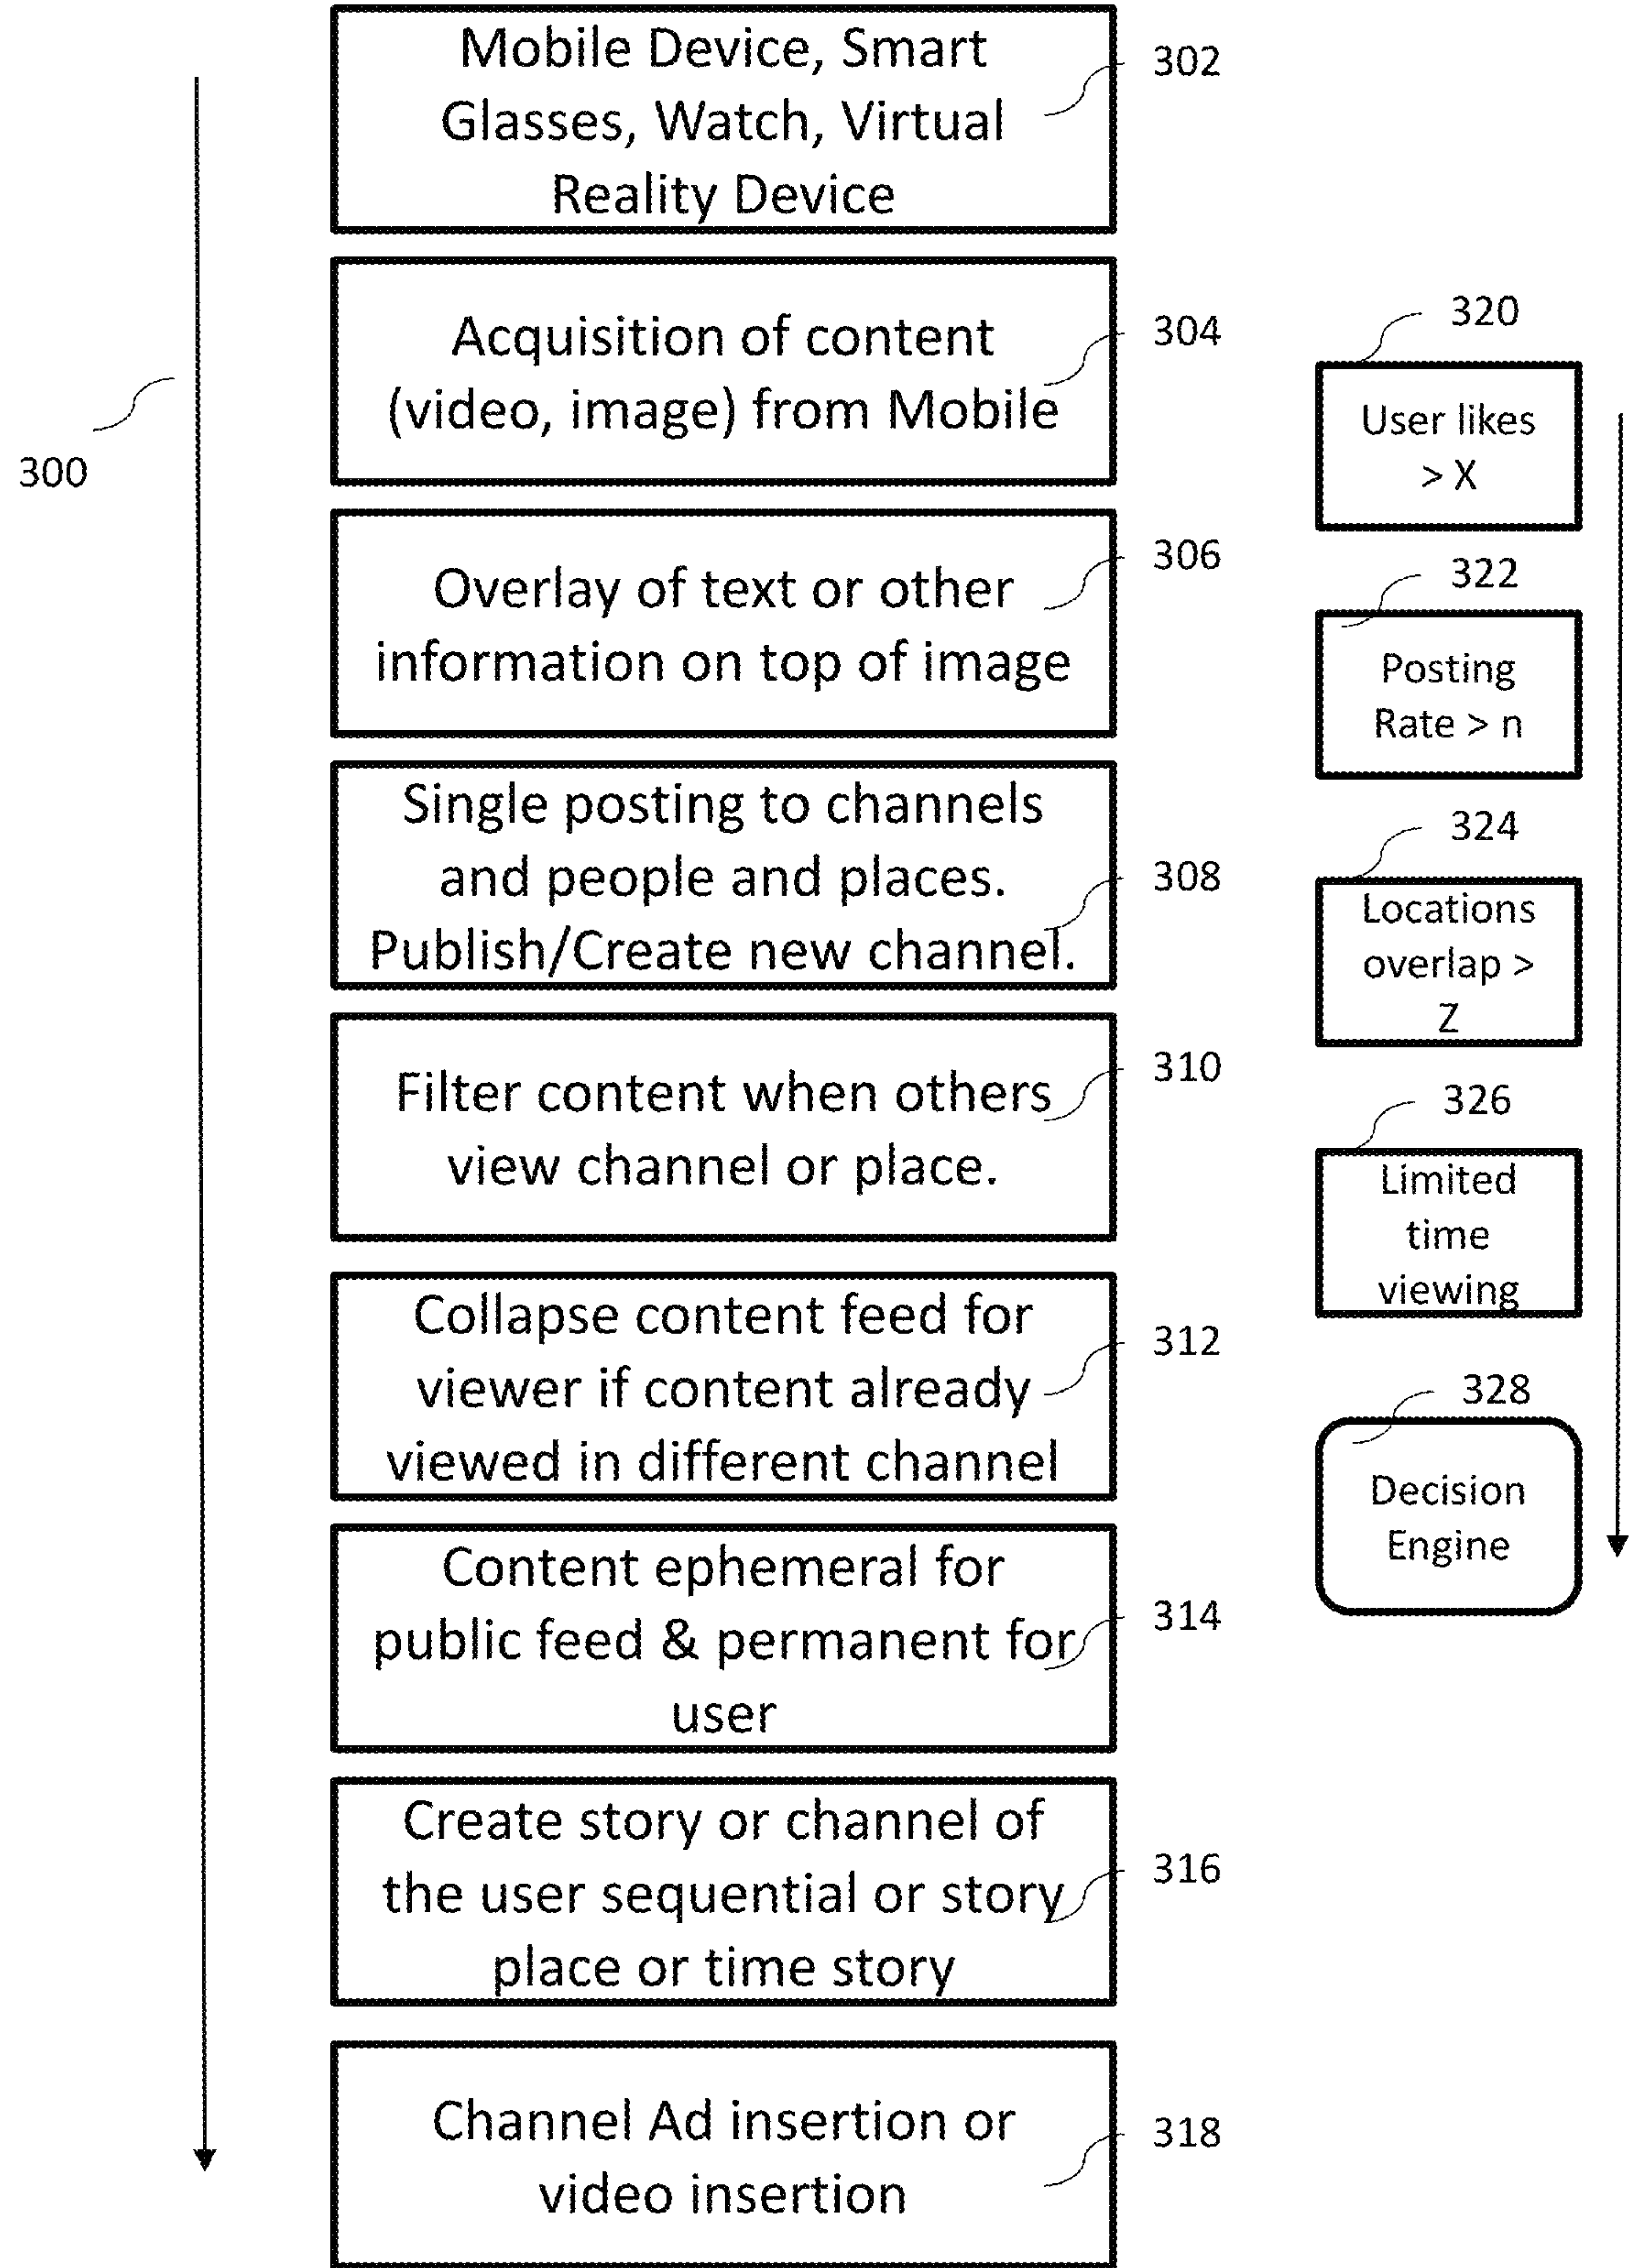 Mobile Device, Smart
Glasses, Watch, Virtual
Reality Device
302
Acquisition of content
(video, image) from Mobile
304
300
Overlay of text or other
information on top of image
306
Single posting to channels
and people and places.
Publish/Create new channel.
308
Filter content when others
view channel or place.
310
Collapse content feed for
viewer if content already
viewed in different channel
312
Content ephemeral for
public feed & permanent for
user
314
Create story or channel of
the user sequential or story
place or time story
316
Channel Ad insertion or
video insertion
318
320
User likes
> X
322
Posting
Rate > n
324
Locations
overlap >
Z
326
Limited
time
viewing
328
Decision
Engine